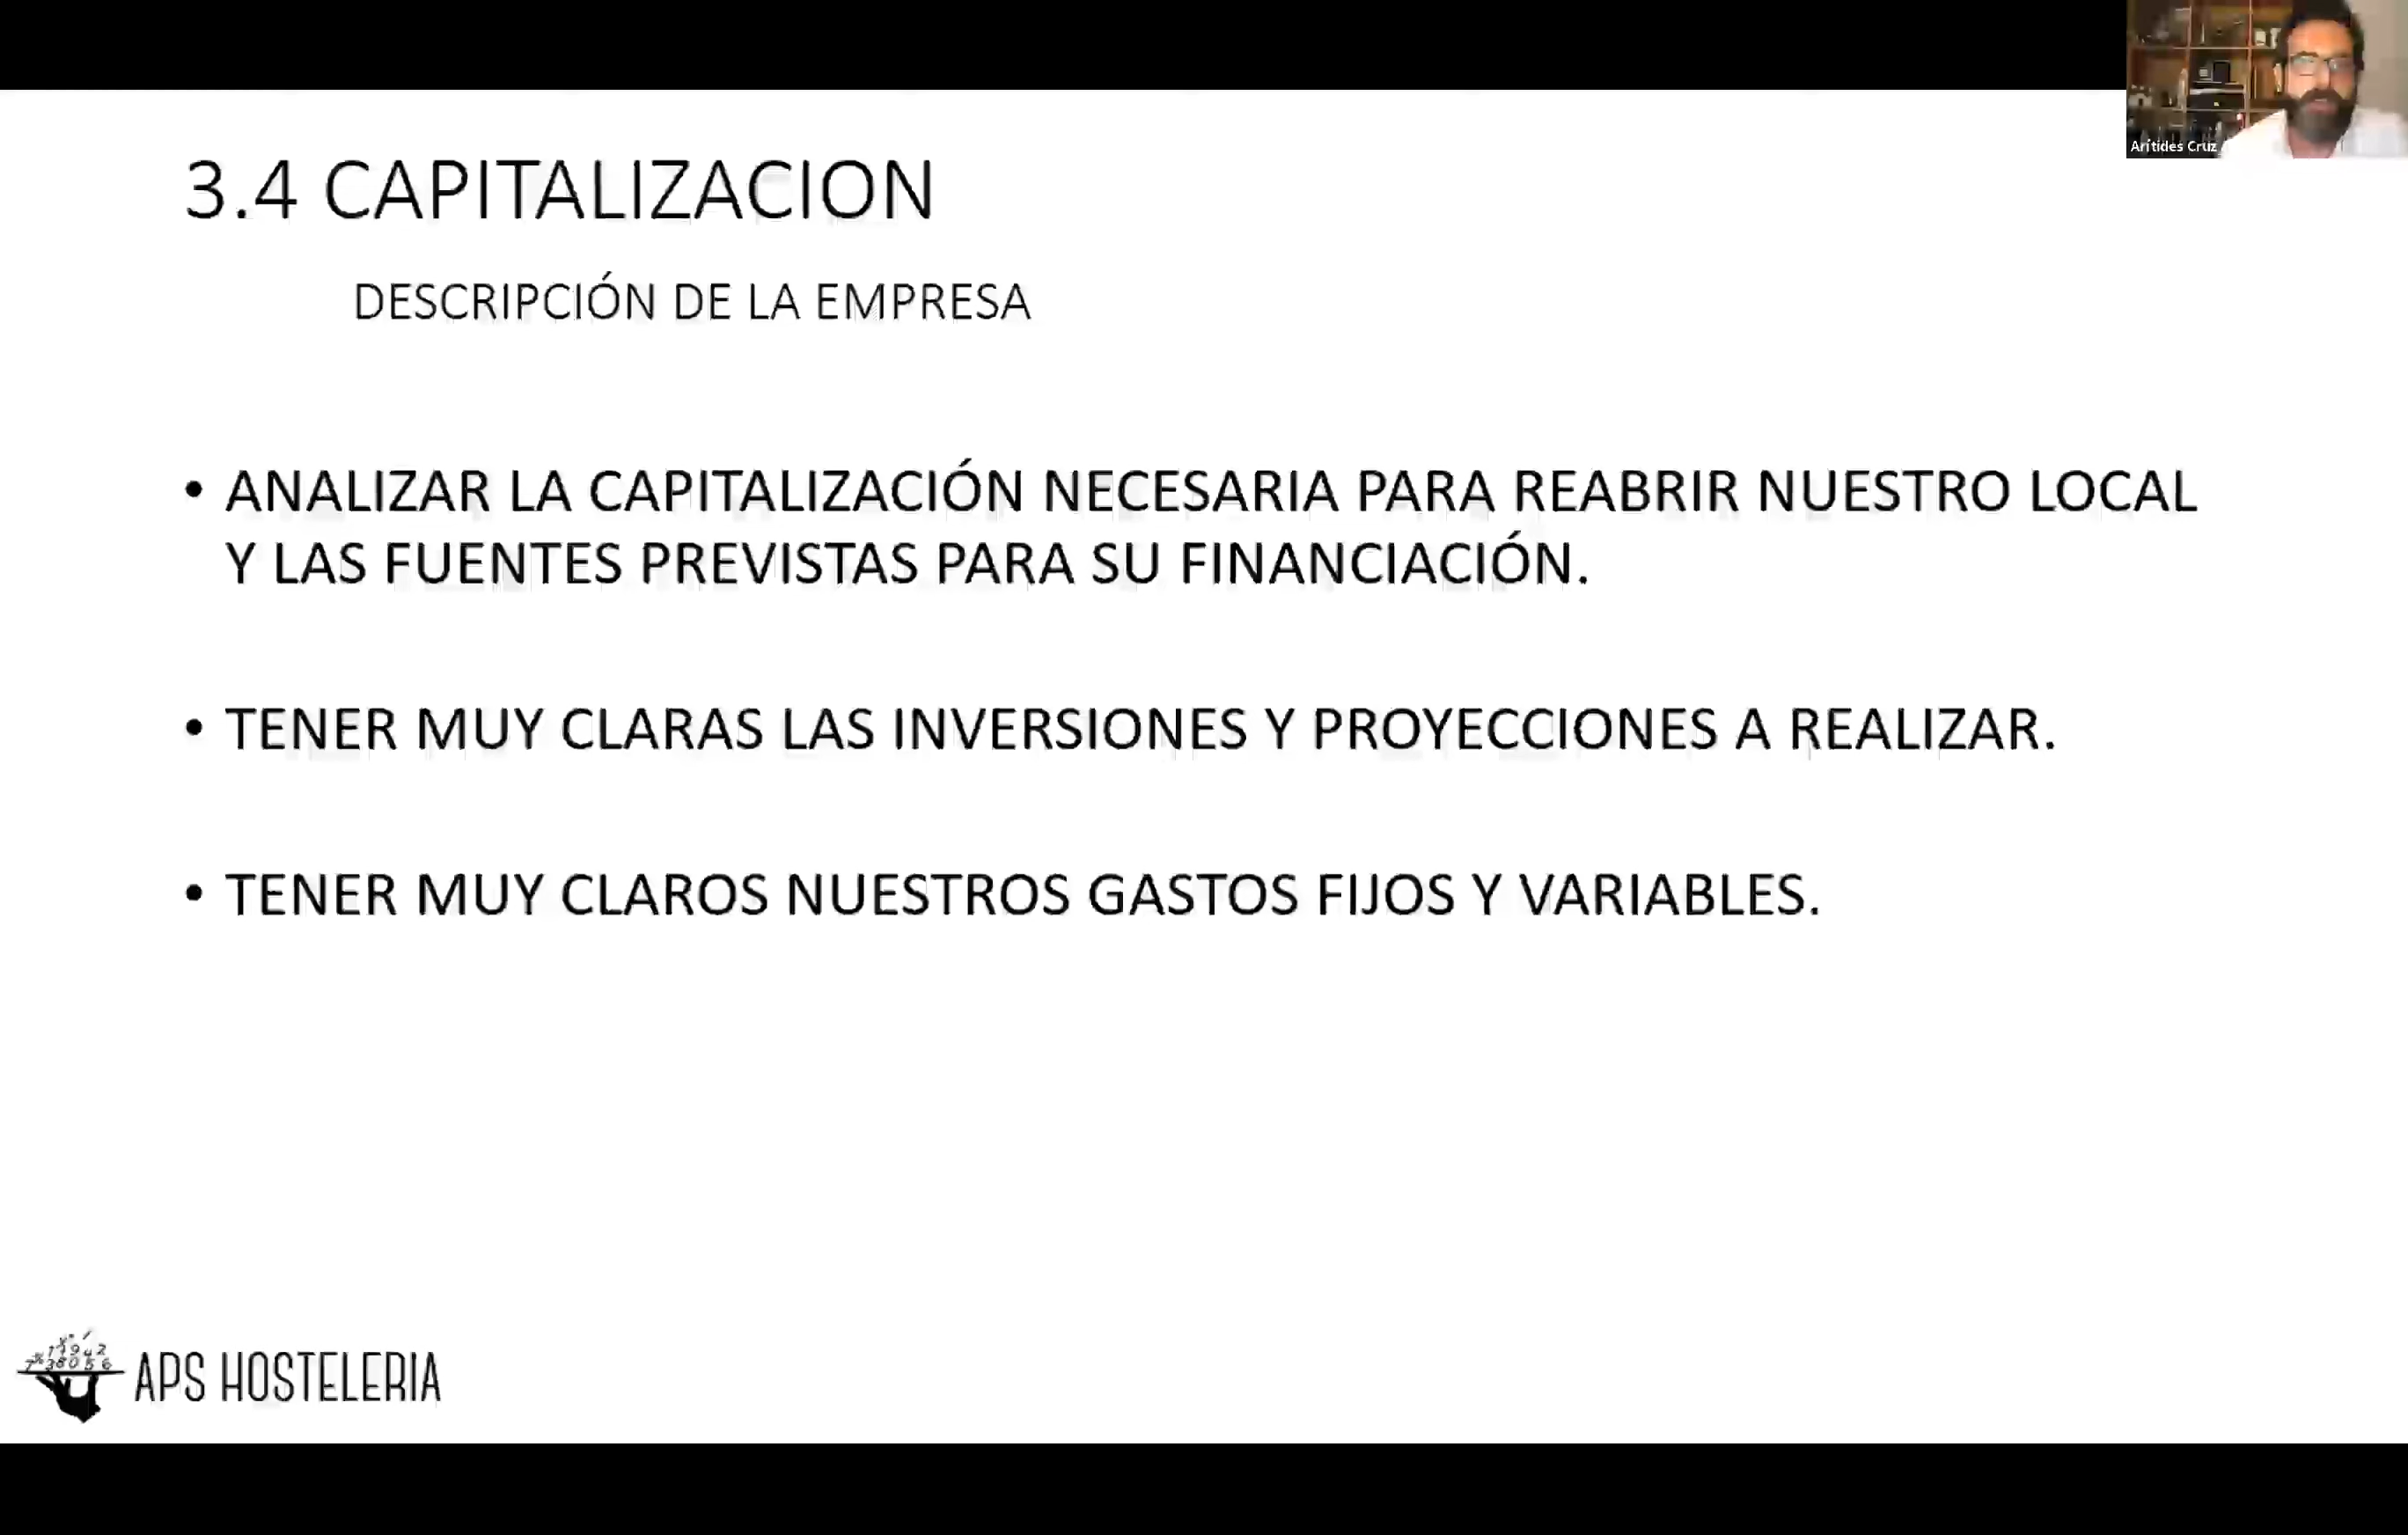 Arítides Cruz
3.4 CAPITALIZACION
DESCRIPCIÓN DE LA EMPRESA
• ANALIZAR LA CAPITALIZACIÓN NECESARIA PARA REABRIR NUESTRO LOCAL
Y LAS FUENTES PREVISTAS PARA SU FINANCIACIÓN.
• TENER MUY CLARAS LAS INVERSIONES Y PROYECCIONES A REALIZAR.
• TENER MUY CLAROS NUESTROS GASTOS FIJOS Y VARIABLES.
APS HOSTELERIA